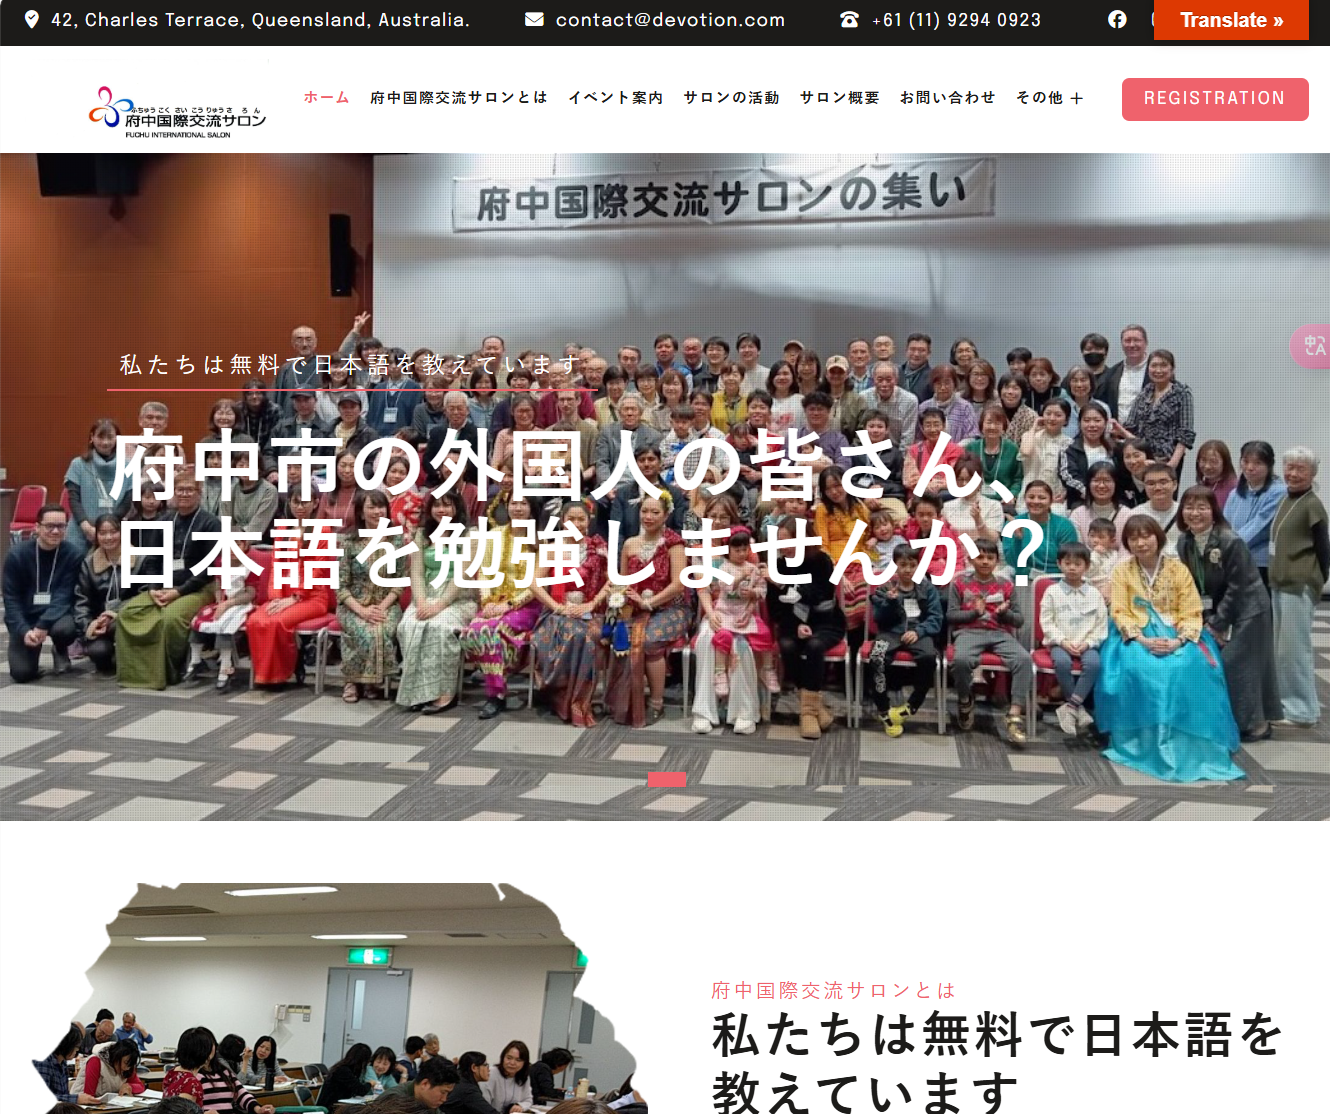 42, Charles Terrace, Queensland, Australia.
contact@devotion.com
+61 (11) 9294 0923
Translate »
ふちゅう こく さい こう りゅう さ ろ ん
府中国際交流サロン
FUCHU INTERNATIONAL SALON
ホーム
府中国際交流サロンとは
イベント案内
サロンの活動
サロン概要
お問い合わせ
その他 +
REGISTRATION
府中国際交流サロンの集い
私たちは無料で日本語を教えています
府中市の外国人の皆さん、
日本語を勉強しませんか？
中
A
府中国際交流サロンとは
私たちは無料で日本語を
教えています